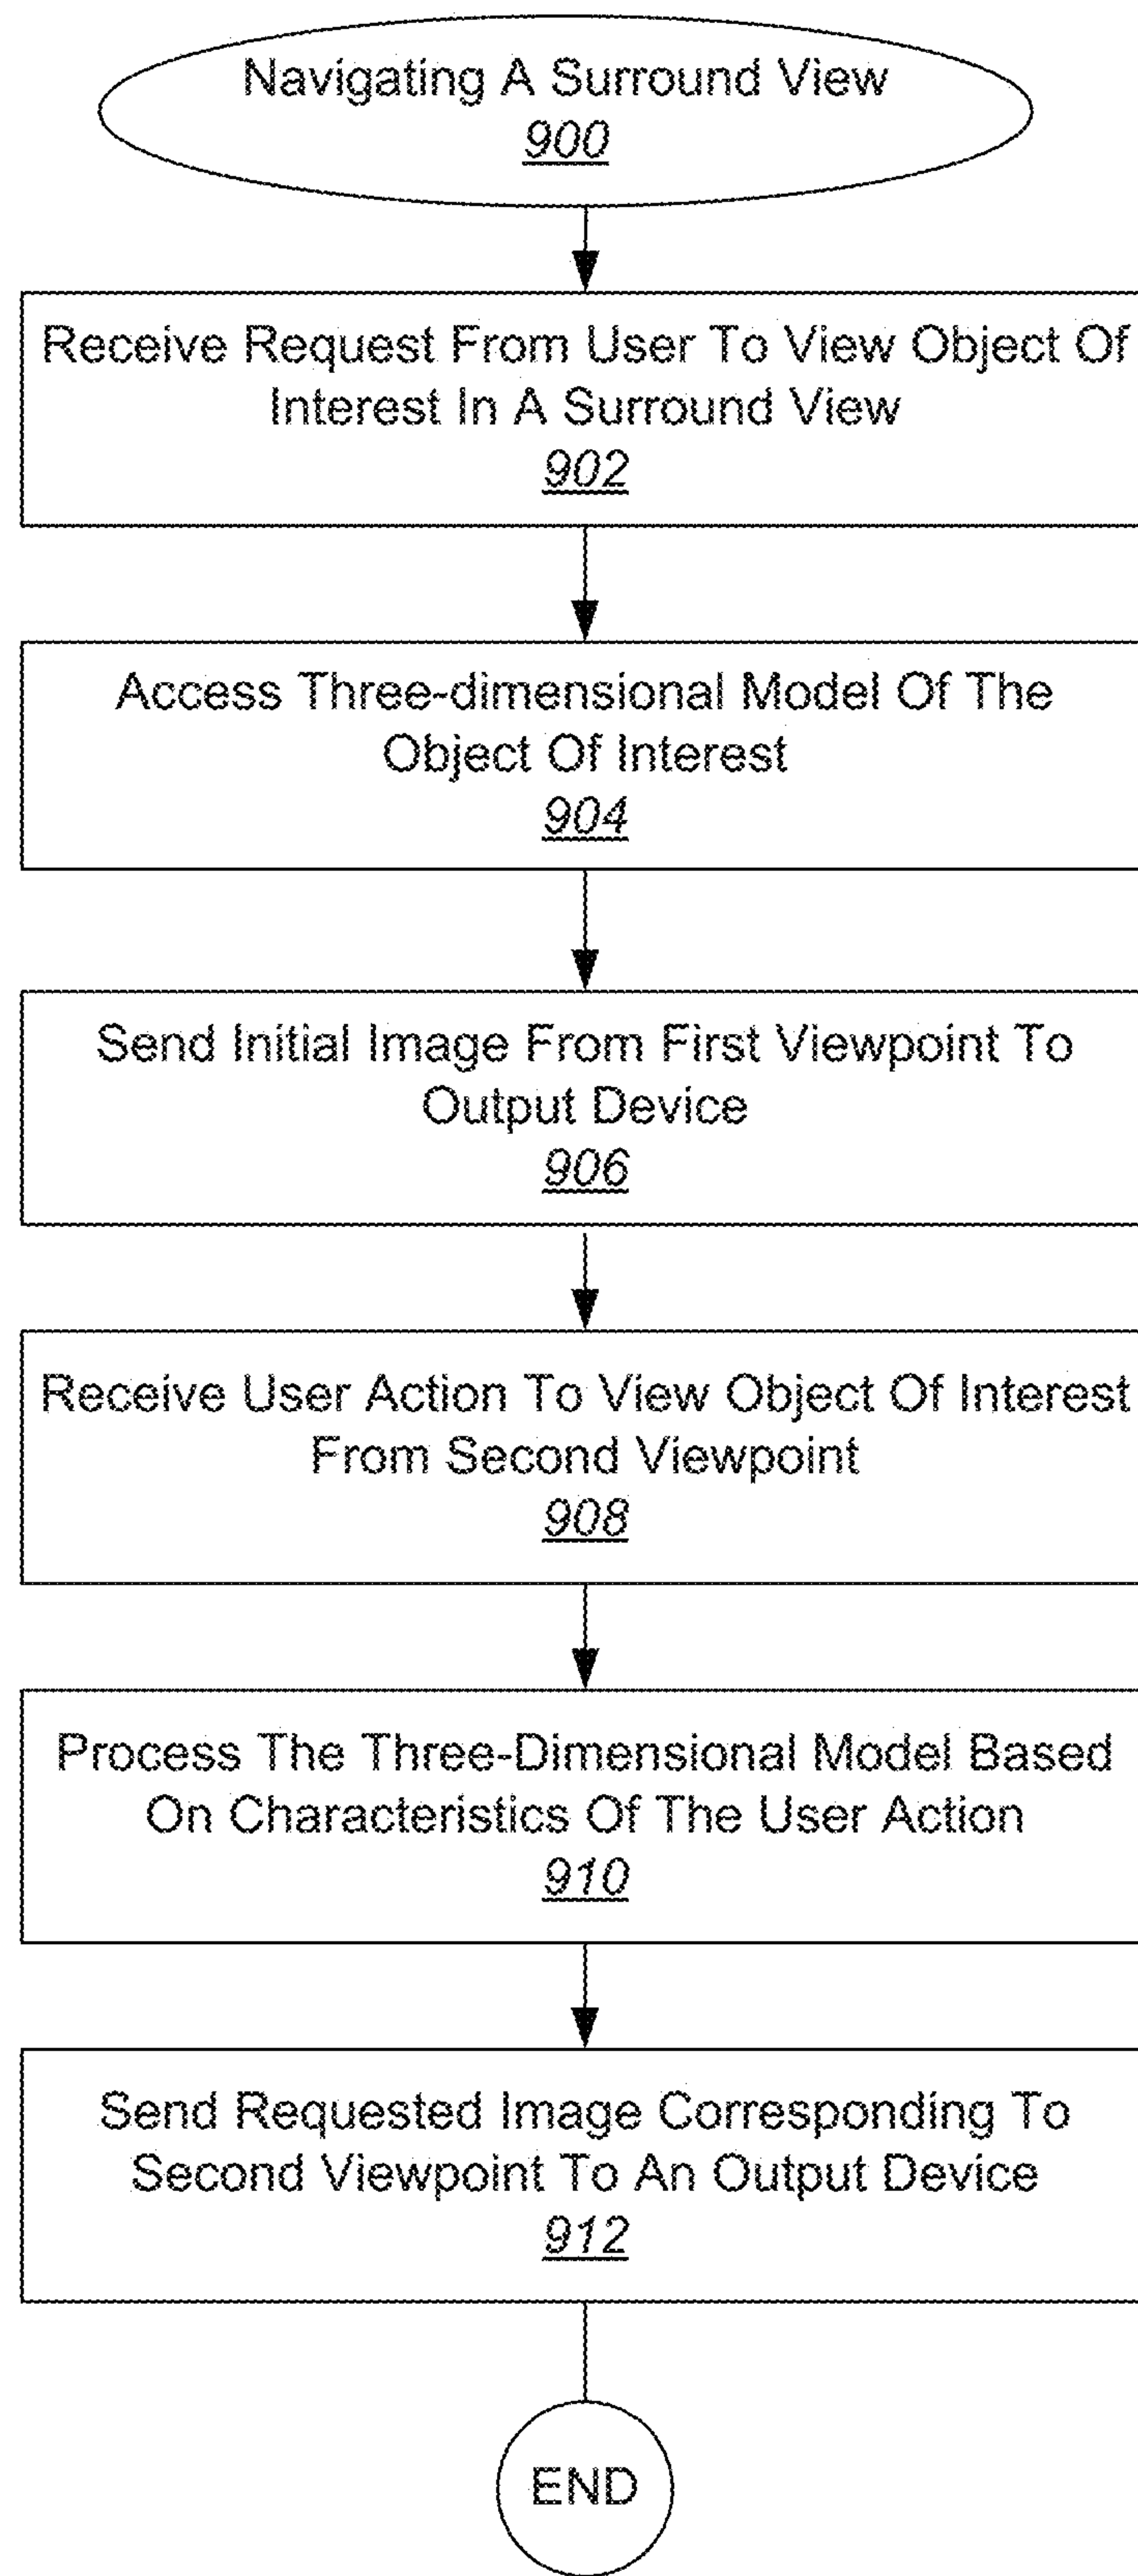 Navigating A Surround View
900
Receive Request From User To View Object Of
Interest In A Surround View
902
Access Three-dimensional Model Of The
Object Of Interest
904
Send Initial Image From First Viewpoint To
Output Device
906
Receive User Action To View Object Of Interest
From Second Viewpoint
908
Process The Three-Dimensional Model Based
On Characteristics Of The User Action
910
Send Requested Image Corresponding To
Second Viewpoint To An Output Device
912
END